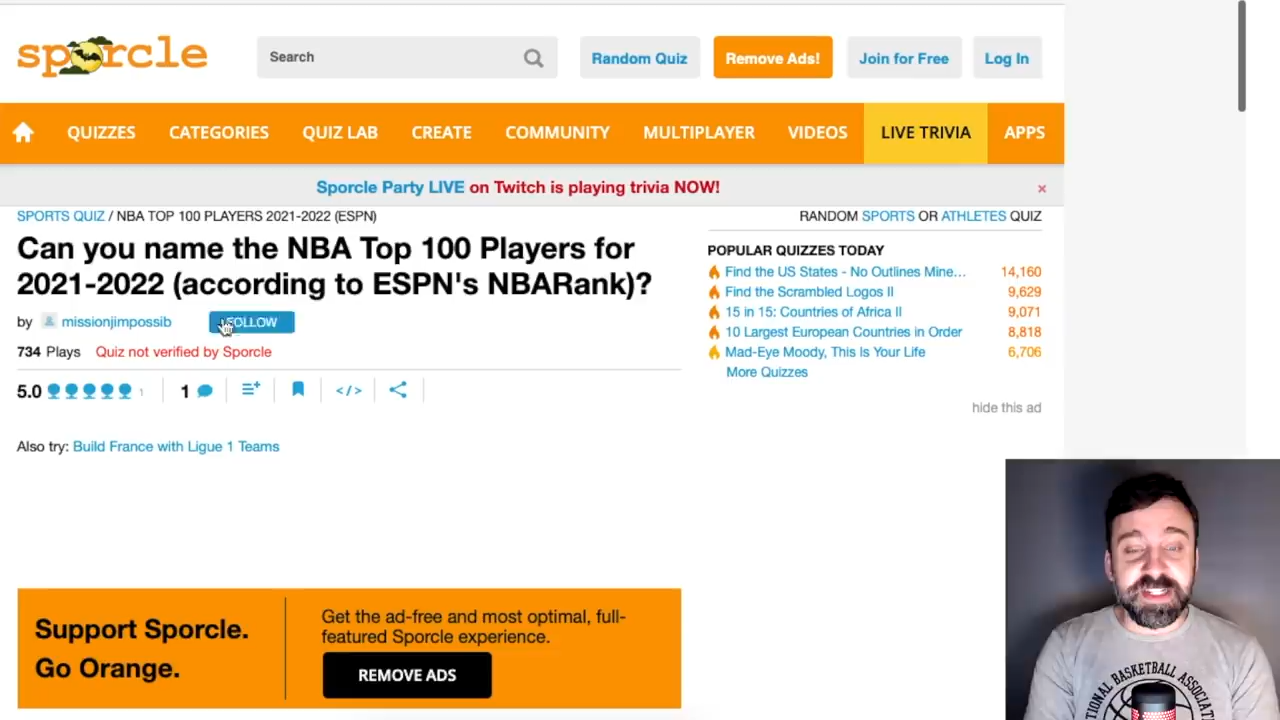 sporcle
Search
Random Quiz
Remove Ads!
Join for Free
Log In
QUIZZES
CATEGORIES
QUIZ LAB
CREATE
COMMUNITY
MULTIPLAYER
VIDEOS
LIVE TRIVIA
APPS
Sporcle Party LIVE on Twitch is playing trivia NOW!
×
SPORTS QUIZ / NBA TOP 100 PLAYERS 2021-2022 (ESPN)
Can you name the NBA Top 100 Players for
2021-2022 (according to ESPN's NBARank)?
by missionjimpossib
FOLLOW
734 Plays Quiz not verified by Sporcle
5.0
1
1
</>
Also try: Build France with Ligue 1 Teams
RANDOM SPORTS OR ATHLETES QUIZ
POPULAR QUIZZES TODAY
Find the US States - No Outlines Mine... 14,160
Find the Scrambled Logos II 9,629
15 in 15: Countries of Africa II 9,071
10 Largest European Countries in Order 8,818
Mad-Eye Moody, This Is Your Life 6,706
More Quizzes
hide this ad
Support Sporcle.
Go Orange.
Get the ad-free and most optimal, full-
featured Sporcle experience.
REMOVE ADS
BASKETBALL